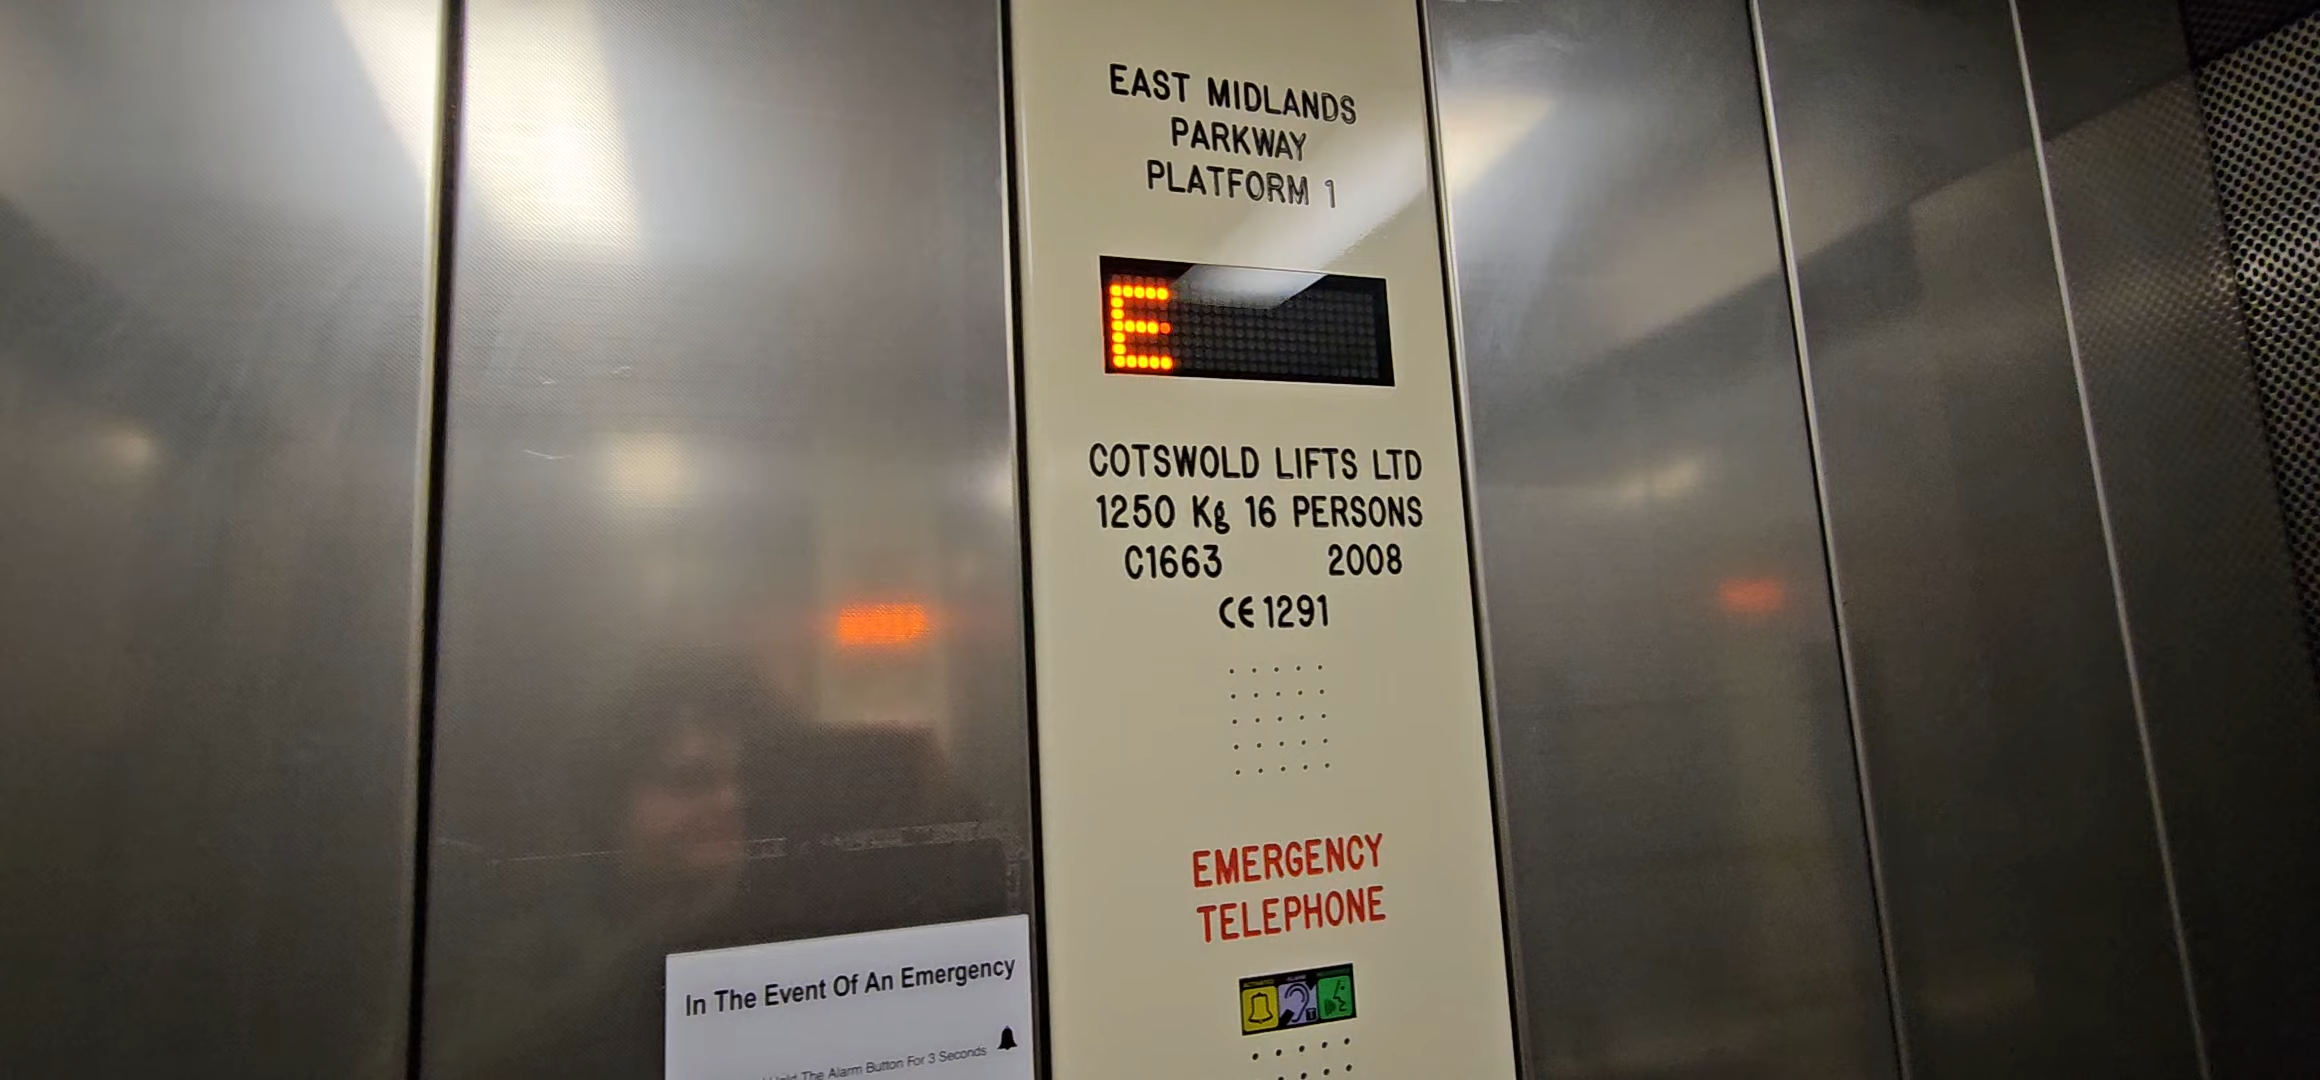 EAST MIDLANDS
PARKWAY
PLATFORM 1
E
COTSWOLD LIFTS LTD
1250 Kg 16 PERSONS
C1663 2008
CE 1291
EMERGENCY
TELEPHONE
In The Event Of An Emergency
The Alarm Button For 3 Seconds
T